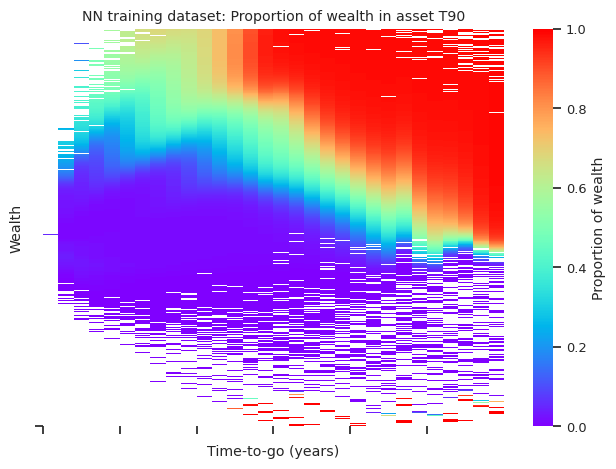 NN training dataset: Proportion of wealth in asset T90
Wealth
Time-to-go (years)
1.0
0.8
0.6
0.4
0.2
0.0
Proportion of wealth